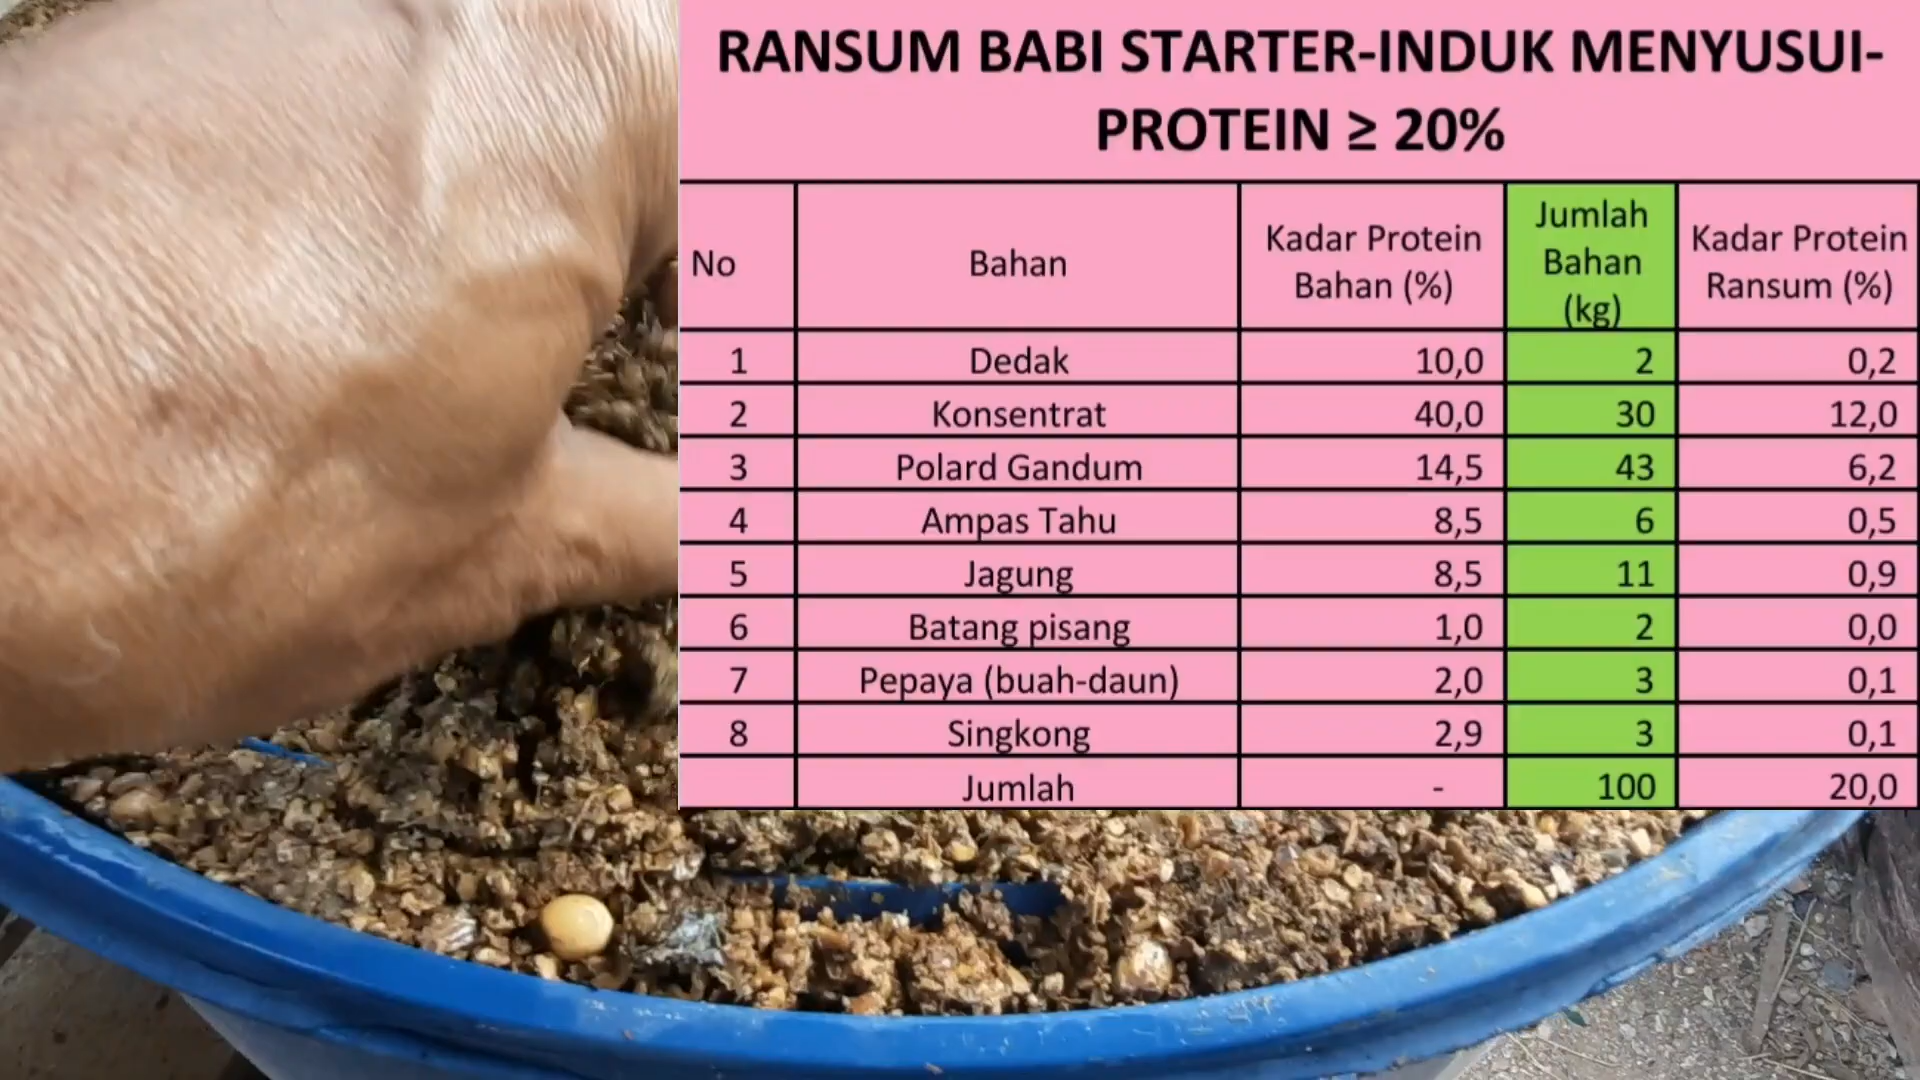 RANSUM BABI STARTER-INDUK MENYUSUI-
PROTEIN ≥ 20%
No Bahan Kadar Protein Bahan (%) Jumlah Bahan (kg) Kadar Protein Ransum (%)
1 Dedak 10,0 2 0,2
2 Konsentrat 40,0 30 12,0
3 Polard Gandum 14,5 43 6,2
4 Ampas Tahu 8,5 6 0,5
5 Jagung 8,5 11 0,9
6 Batang pisang 1,0 2 0,0
7 Pepaya (buah-daun) 2,0 3 0,1
8 Singkong 2,9 3 0,1
Jumlah - 100 20,0